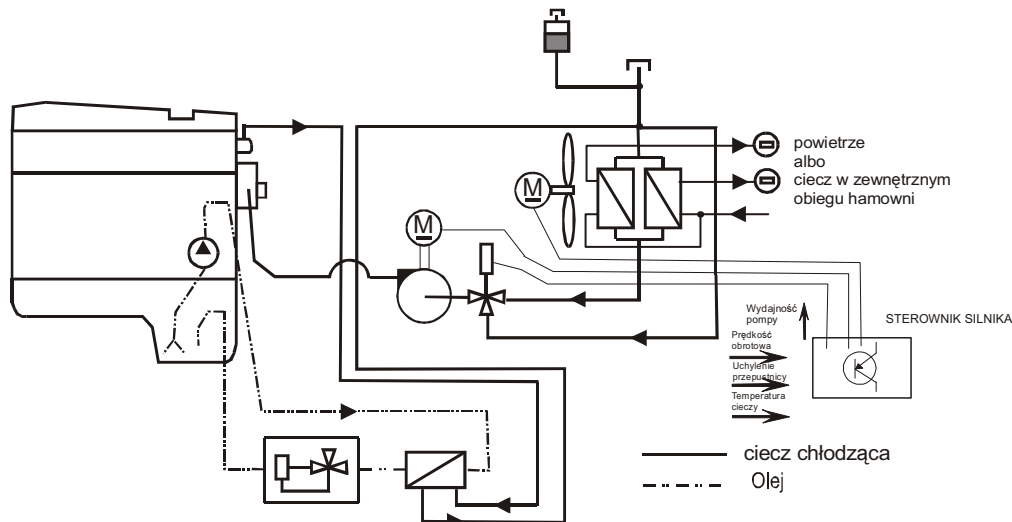 powietrze
albo
ciecz w zewnętrznym
obiegu hamowni
M
M
Wydajność
pompy
STEROWNIK SILNIKA
Prędkość
obrotowa
Uchylenie
przepustnicy
Temperatura
cieczy
ciecz chłodząca
Olej